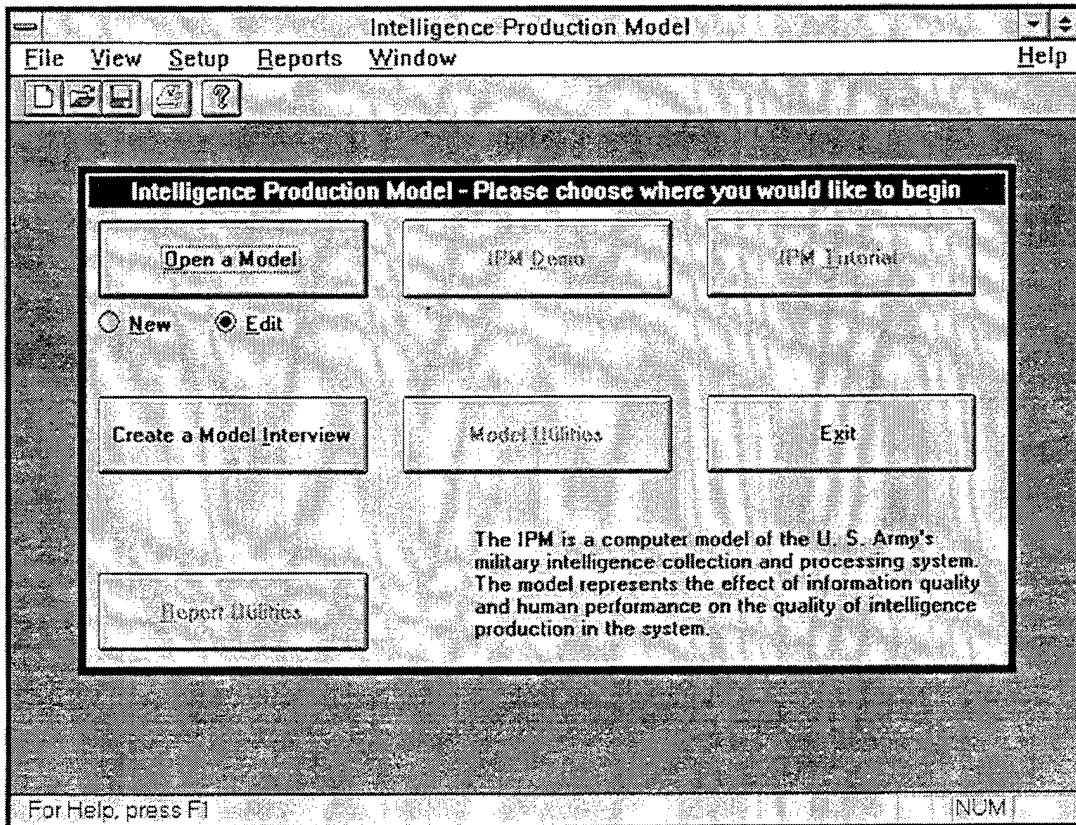 Intelligence Production Model
File View Setup Reports Window Help
Intelligence Production Model - Please choose where you would like to begin
Open a Model IPM Demo IPM Tutorial
New Edit
Create a Model Interview Model Utilities Exit
The IPM is a computer model of the U. S. Army's
military intelligence collection and processing system.
The model represents the effect of information quality
and human performance on the quality of intelligence
production in the system.
Report Utilities
For Help, press F1 NUM